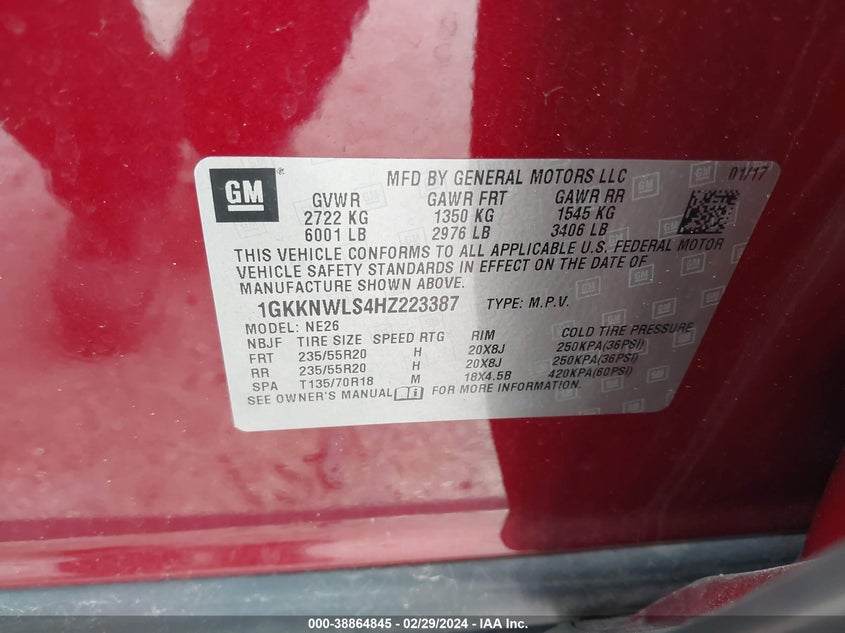 GM
MFD BY GENERAL MOTORS LLC 01/17
GVWR GAWR FRT GAWR RR
2722 KG 1350 KG 1545 KG
6001 LB 2976 LB 3406 LB
THIS VEHICLE CONFORMS TO ALL APPLICABLE U.S. FEDERAL MOTOR
VEHICLE SAFETY STANDARDS IN EFFECT ON THE DATE OF
MANUFACTURE SHOWN ABOVE.
1GKKNWLS4HZ223387 TYPE: M.P.V.
MODEL: NE26
NBJF TIRE SIZE SPEED RTG RIM COLD TIRE PRESSURE
FRT 235/55R20 H 20X8J 250KPA(36PSI)
RR 235/55R20 H 20X8J 250KPA(36PSI)
SPA T135/70R18 M 18X4.5B 420KPA(60PSI)
SEE OWNER'S MANUAL FOR MORE INFORMATION.
000-38864845 - 02/29/2024 - IAA Inc.